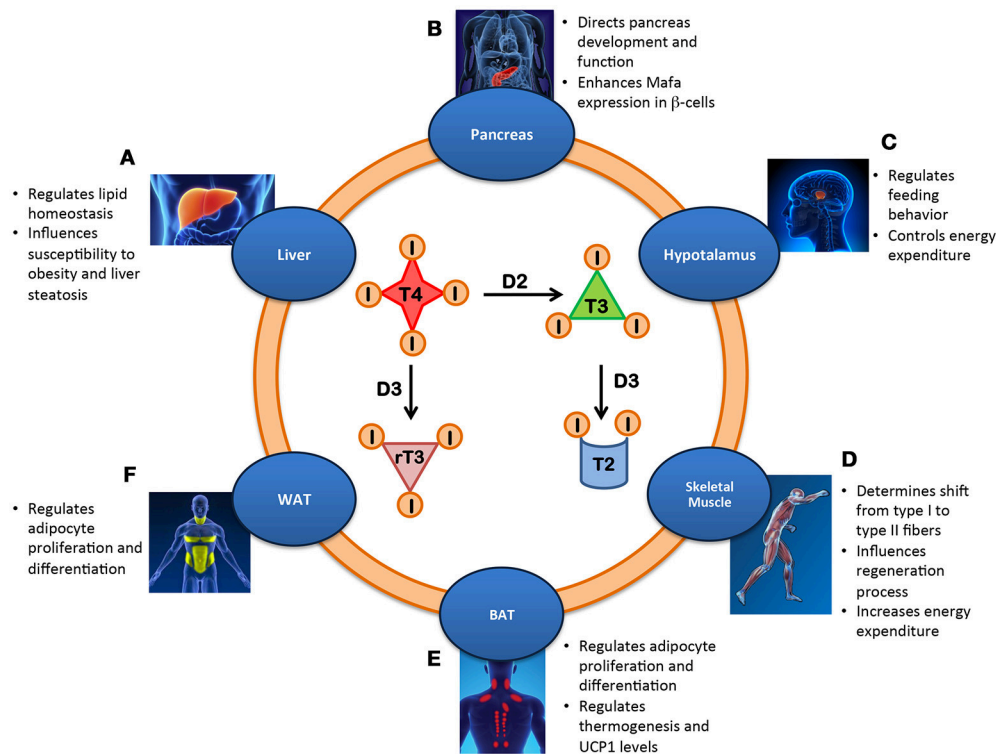 B
• Directs pancreas
development and
function
• Enhances Mafa
expression in β-cells
Pancreas
A
• Regulates lipid
homeostasis
• Influences
susceptibility to
obesity and liver
steatosis
Liver
C
• Regulates
feeding
behavior
• Controls energy
expenditure
Hypotalamus
I
I T4 I
I
D2
I
T3
I I
D3
I I
rT3
I
D3
I I
T2
F
• Regulates
adipocyte
proliferation and
differentiation
WAT
D
• Determines shift
from type I to
type II fibers
• Influences
regeneration
process
• Increases energy
expenditure
Skeletal
Muscle
BAT
E
• Regulates adipocyte
proliferation and
differentiation
• Regulates
thermogenesis and
UCP1 levels